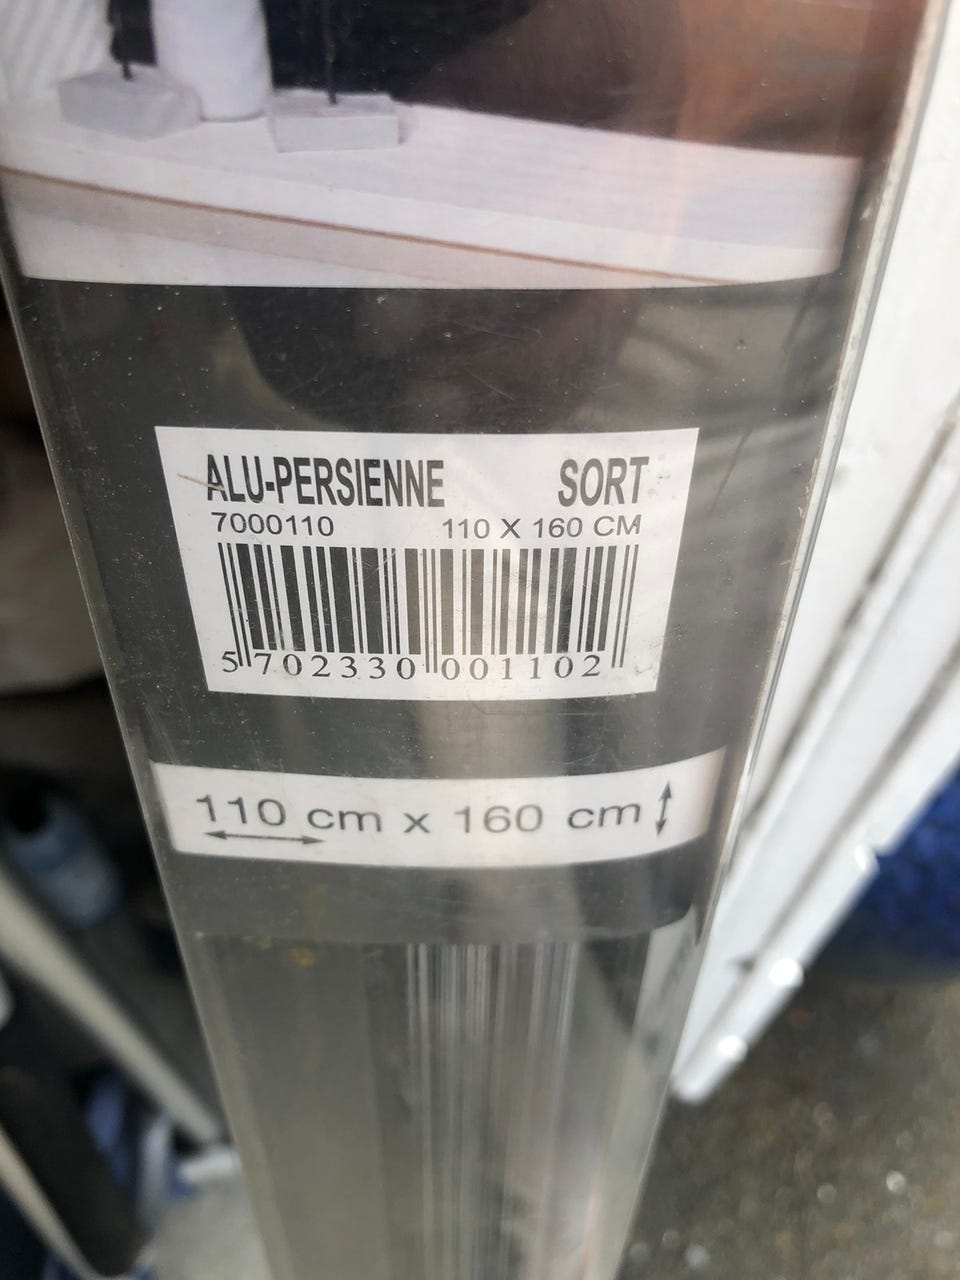 ALU-PERSIENNE SORT
7000110 110 X 160 CM
5 702330 001102
110 cm x 160 cm